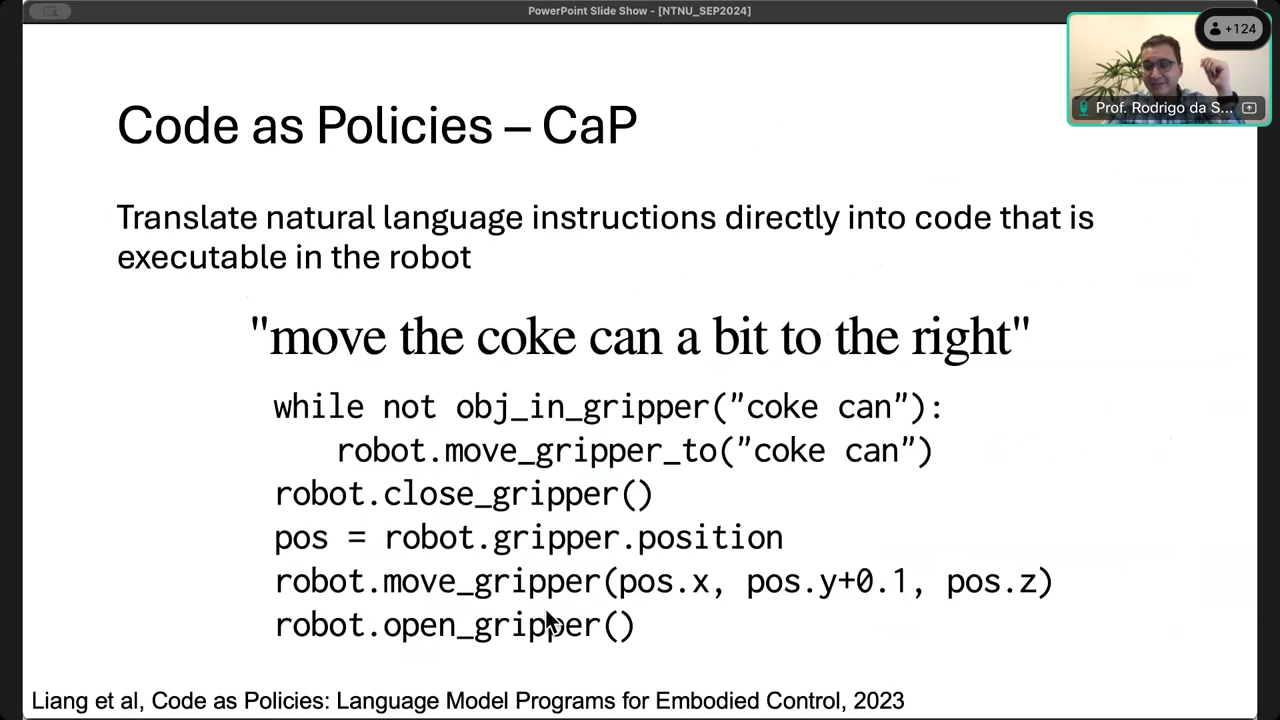 PowerPoint Slide Show - [NTNU_SEP2024]
+124
Prof. Rodrigo da S...
Code as Policies – CaP
Translate natural language instructions directly into code that is
executable in the robot
"move the coke can a bit to the right"
while not obj_in_gripper("coke can"):
    robot.move_gripper_to("coke can")
robot.close_gripper()
pos = robot.gripper.position
robot.move_gripper(pos.x, pos.y+0.1, pos.z)
robot.open_gripper()
Liang et al, Code as Policies: Language Model Programs for Embodied Control, 2023